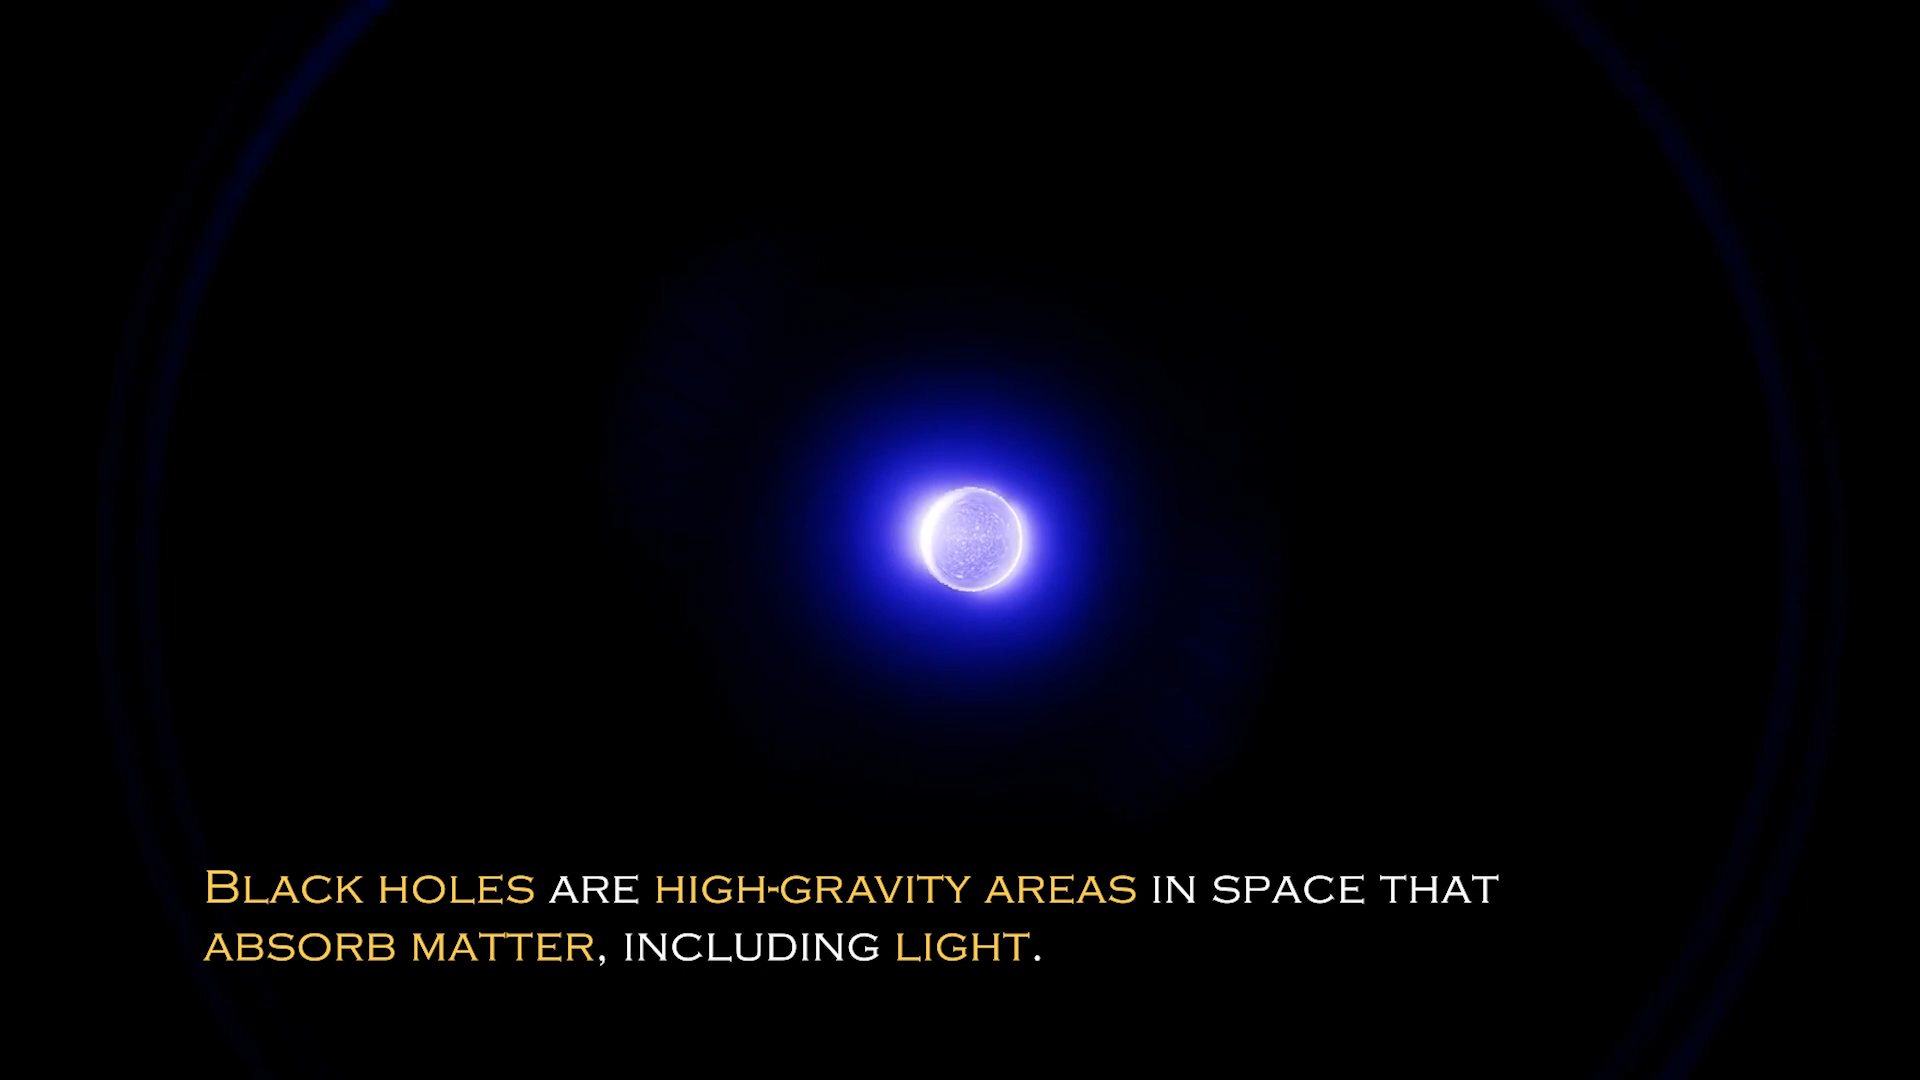 Black holes are high-gravity areas in space that
absorb matter, including light.